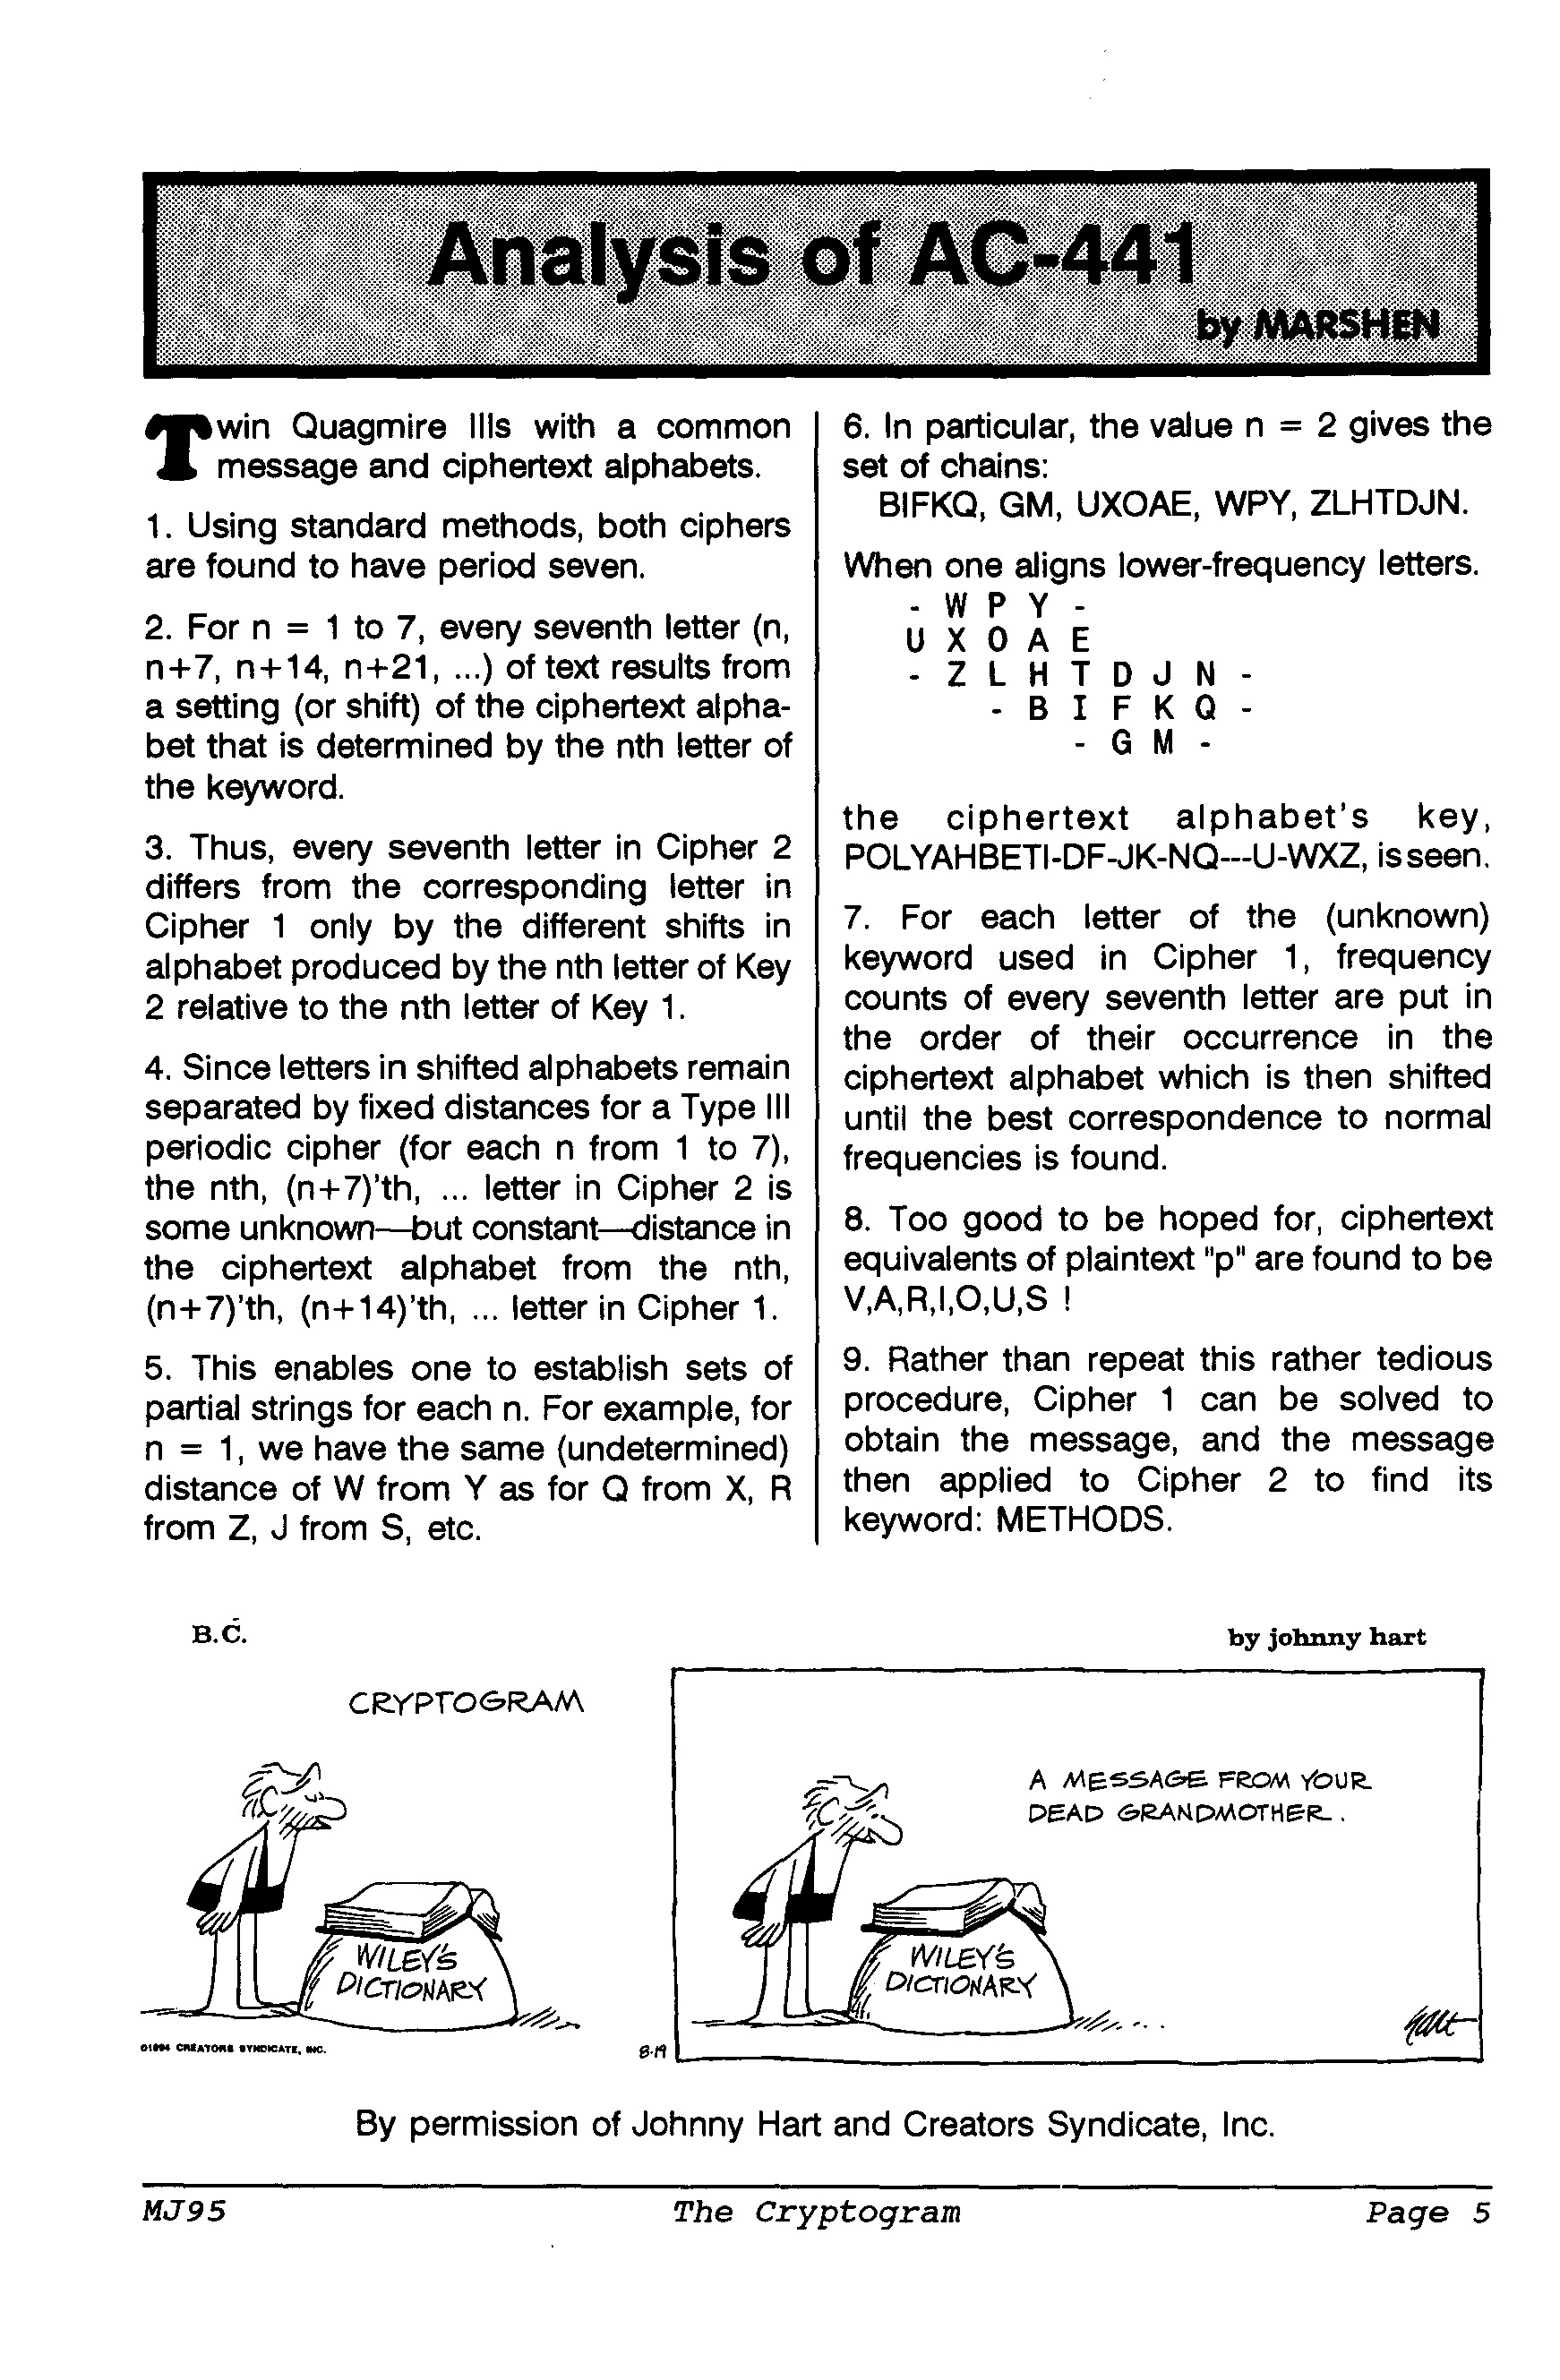 Analysis of AC-441
by MARSHEN
Twin Quagmire IIIs with a common
message and ciphertext alphabets.
1. Using standard methods, both ciphers
are found to have period seven.
2. For n = 1 to 7, every seventh letter (n,
n+7, n+14, n+21, ...) of text results from
a setting (or shift) of the ciphertext alpha-
bet that is determined by the nth letter of
the keyword.
3. Thus, every seventh letter in Cipher 2
differs from the corresponding letter in
Cipher 1 only by the different shifts in
alphabet produced by the nth letter of Key
2 relative to the nth letter of Key 1.
4. Since letters in shifted alphabets remain
separated by fixed distances for a Type III
periodic cipher (for each n from 1 to 7),
the nth, (n+7)'th, ... letter in Cipher 2 is
some unknown—but constant—distance in
the ciphertext alphabet from the nth,
(n+7)'th, (n+14)'th, ... letter in Cipher 1.
5. This enables one to establish sets of
partial strings for each n. For example, for
n = 1, we have the same (undetermined)
distance of W from Y as for Q from X, R
from Z, J from S, etc.
6. In particular, the value n = 2 gives the
set of chains:
BIFKQ, GM, UXOAE, WPY, ZLHTDJN.
When one aligns lower-frequency letters.
- W P Y -
U X O A E
- Z L H T D J N -
- B I F K Q -
- G M -
the ciphertext alphabet's key,
POLYAHBETI-DF-JK-NQ---U-WXZ, is seen.
7. For each letter of the (unknown)
keyword used in Cipher 1, frequency
counts of every seventh letter are put in
the order of their occurrence in the
ciphertext alphabet which is then shifted
until the best correspondence to normal
frequencies is found.
8. Too good to be hoped for, ciphertext
equivalents of plaintext "p" are found to be
V,A,R,I,O,U,S !
9. Rather than repeat this rather tedious
procedure, Cipher 1 can be solved to
obtain the message, and the message
then applied to Cipher 2 to find its
keyword: METHODS.
B.C.
by johnny hart
CRYPTOGRAM
WILEY'S
DICTIONARY
©1994 CREATORS SYNDICATE, INC.
8-19
A MESSAGE FROM YOUR
DEAD GRANDMOTHER..
WILEY'S
DICTIONARY
hart
By permission of Johnny Hart and Creators Syndicate, Inc.
MJ95 The Cryptogram Page 5